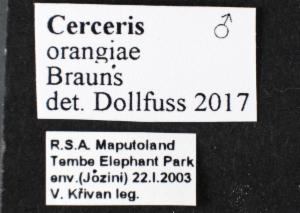 Cerceris ♂
orangiae
Brauns
det. Dollfuss 2017
R.S.A. Maputoland
Tembe Elephant Park
env.(Jozini) 22.I.2003
V. Křivan leg.